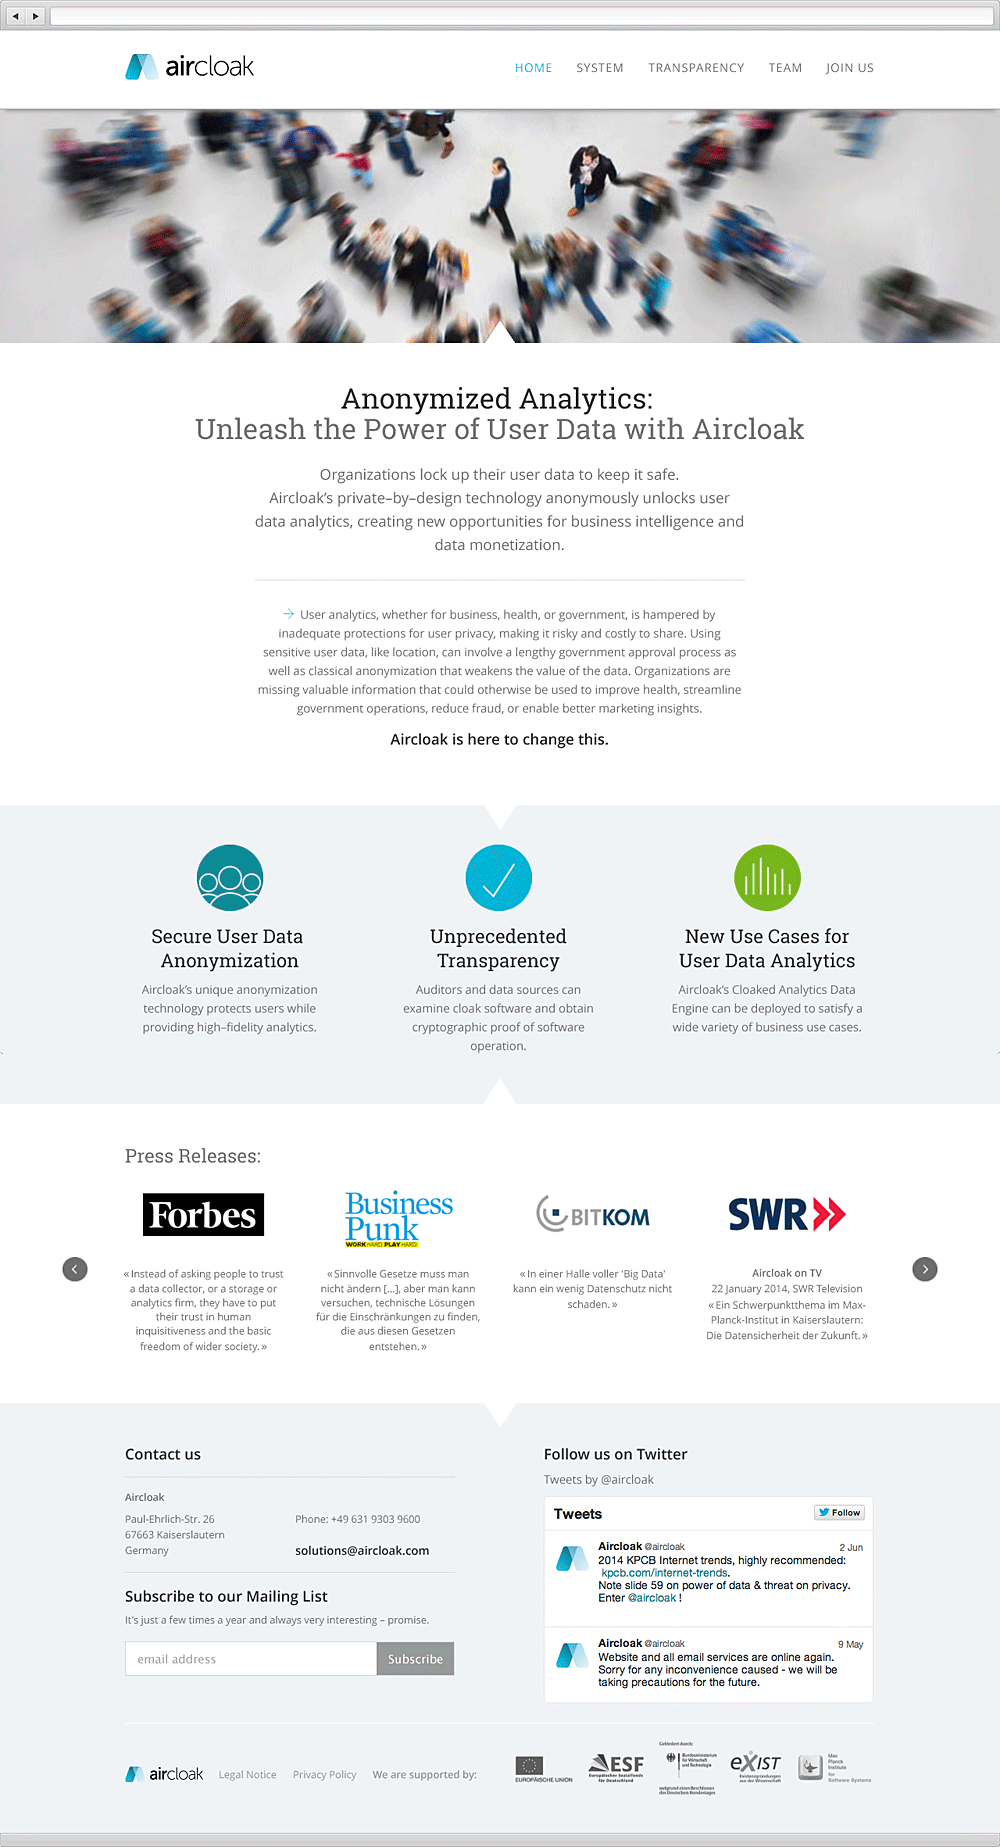 aircloak
HOME SYSTEM TRANSPARENCY TEAM JOIN US
Anonymized Analytics:
Unleash the Power of User Data with Aircloak
Organizations lock up their user data to keep it safe.
Aircloak's private–by–design technology anonymously unlocks user
data analytics, creating new opportunities for business intelligence and
data monetization.
→ User analytics, whether for business, health, or government, is hampered by
inadequate protections for user privacy, making it risky and costly to share. Using
sensitive user data, like location, can involve a lengthy government approval process as
well as classical anonymization that weakens the value of the data. Organizations are
missing valuable information that could otherwise be used to improve health, streamline
government operations, reduce fraud, or enable better marketing insights.
Aircloak is here to change this.
Secure User Data
Anonymization
Aircloak's unique anonymization
technology protects users while
providing high–fidelity analytics.
Unprecedented
Transparency
Auditors and data sources can
examine cloak software and obtain
cryptographic proof of software
operation.
New Use Cases for
User Data Analytics
Aircloak's Cloaked Analytics Data
Engine can be deployed to satisfy a
wide variety of business use cases.
Press Releases:
Forbes
«Instead of asking people to trust
a data collector, or a storage or
analytics firm, they have to put
their trust in human
inquisitiveness and the basic
freedom of wider society.»
Business
Punk
WORK HARD PLAY HARD
«Sinnvolle Gesetze muss man
nicht ändern [...], aber man kann
versuchen, technische Lösungen
für die Einschränkungen zu finden,
die aus diesen Gesetzen
entstehen.»
BITKOM
«In einer Halle voller 'Big Data'
kann ein wenig Datenschutz nicht
schaden.»
SWR
Aircloak on TV
22 January 2014, SWR Television
«Ein Schwerpunktthema im Max-
Planck-Institut in Kaiserslautern:
Die Datensicherheit der Zukunft.»
Contact us
Aircloak
Paul-Ehrlich-Str. 26
67663 Kaiserslautern
Germany
Phone: +49 631 9303 9600
solutions@aircloak.com
Subscribe to our Mailing List
It's just a few times a year and always very interesting – promise.
email address
Subscribe
Follow us on Twitter
Tweets by @aircloak
Tweets
Follow
Aircloak @aircloak 2 Jun
2014 KPCB Internet trends, highly recommended:
kpcb.com/internet-trends.
Note slide 59 on power of data & threat on privacy.
Enter @aircloak !
Aircloak @aircloak 9 May
Website and all email services are online again.
Sorry for any inconvenience caused - we will be
taking precautions for the future.
aircloak
Legal Notice Privacy Policy We are supported by:
EUROPÄISCHE UNION
ESF
Europäischer Sozialfonds
für Deutschland
Gefördert durch:
Bundesministerium
für Wirtschaft
und Technologie
aufgrund eines Beschlusses
des Deutschen Bundestages
eXIST
Existenzgründungen
aus der Wissenschaft
Max
Planck
Institute
for
Software Systems